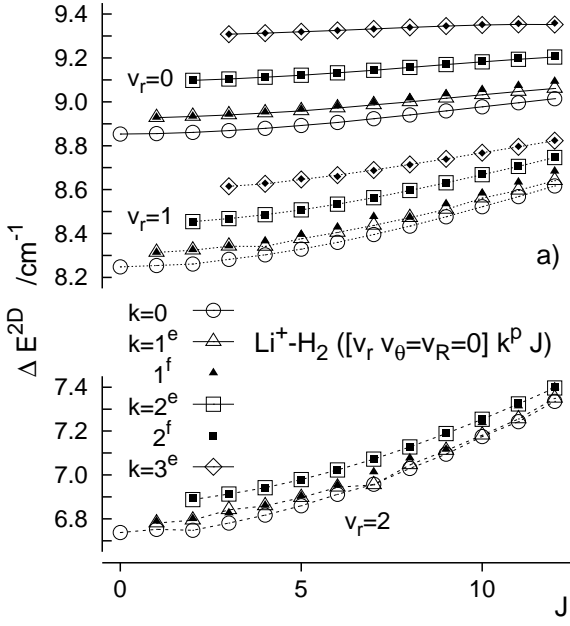 a)
9.4
9.2
9.0
8.8
8.6
8.4
8.2
v_r=0
v_r=1
Δ E^2D /cm^-1
k=0
k=1^e
1^f
k=2^e
2^f
k=3^e
Li^+-H_2 ([v_r v_θ=v_R=0] k^p J)
7.4
7.2
7.0
6.8
v_r=2
0 5 10
J